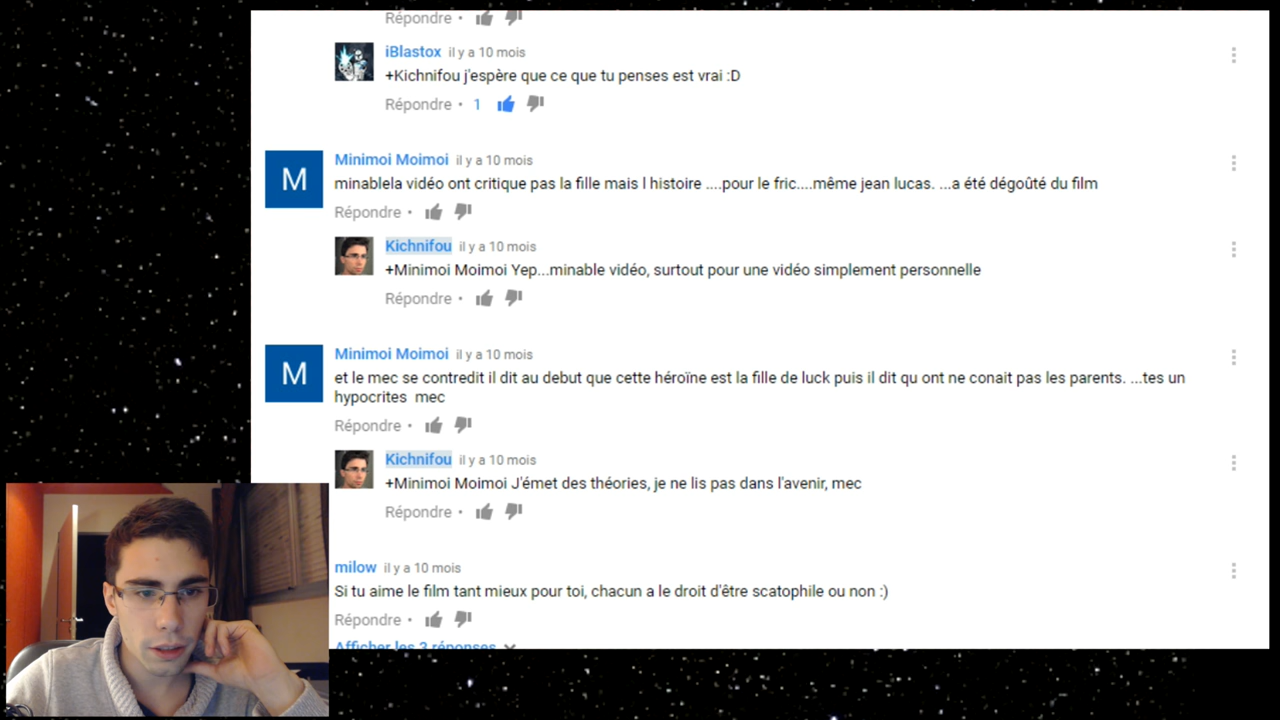 Répondre •
iBlastox il y a 10 mois
+Kichnifou j'espère que ce que tu penses est vrai :D
Répondre • 1
M
Minimoi Moimoi il y a 10 mois
minablela vidéo ont critique pas la fille mais l histoire ....pour le fric....même jean lucas. ...a été dégoûté du film
Répondre •
Kichnifou il y a 10 mois
+Minimoi Moimoi Yep...minable vidéo, surtout pour une vidéo simplement personnelle
Répondre •
M
Minimoi Moimoi il y a 10 mois
et le mec se contredit il dit au debut que cette héroïne est la fille de luck puis il dit qu ont ne conait pas les parents. ...tes un
hypocrites mec
Répondre •
Kichnifou il y a 10 mois
+Minimoi Moimoi J'émet des théories, je ne lis pas dans l'avenir, mec
Répondre •
milow il y a 10 mois
Si tu aime le film tant mieux pour toi, chacun a le droit d'être scatophile ou non :)
Répondre •
Afficher les 3 réponses